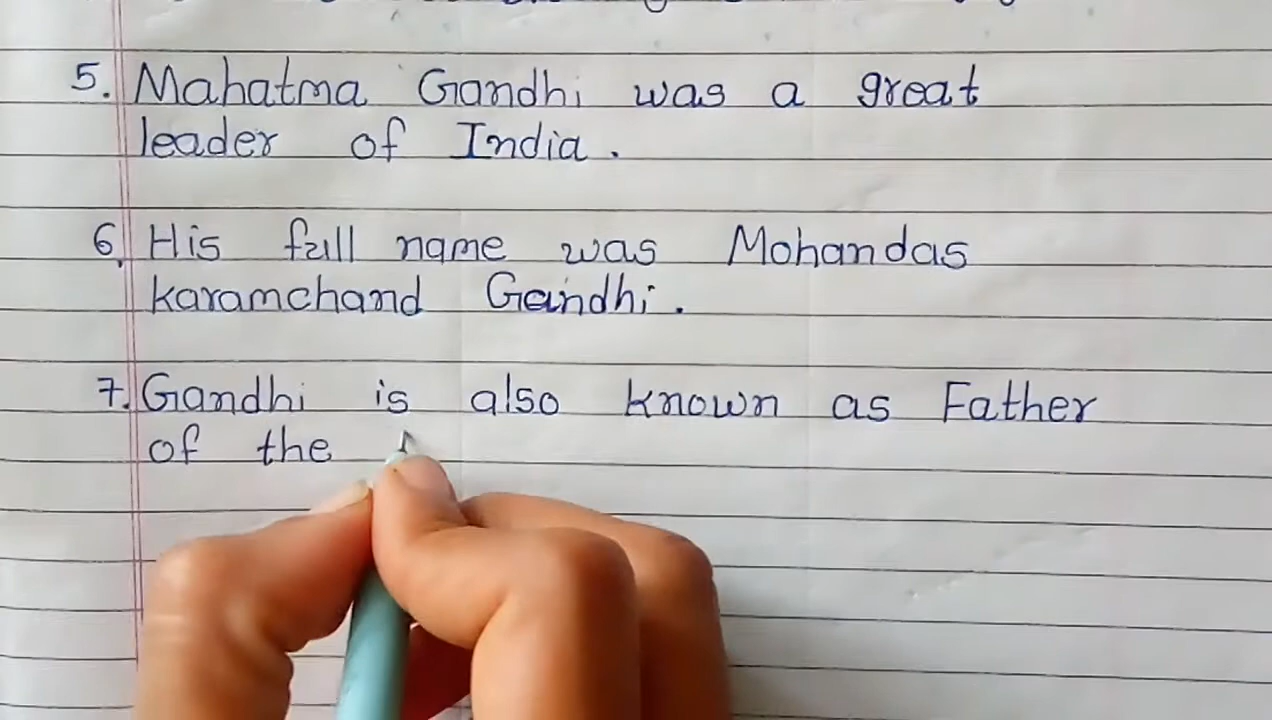 5. Mahatma Gandhi was a great
leader of India.
6. His full name was Mohandas
Karamchand Gandhi.
7. Gandhi is also known as Father
of the